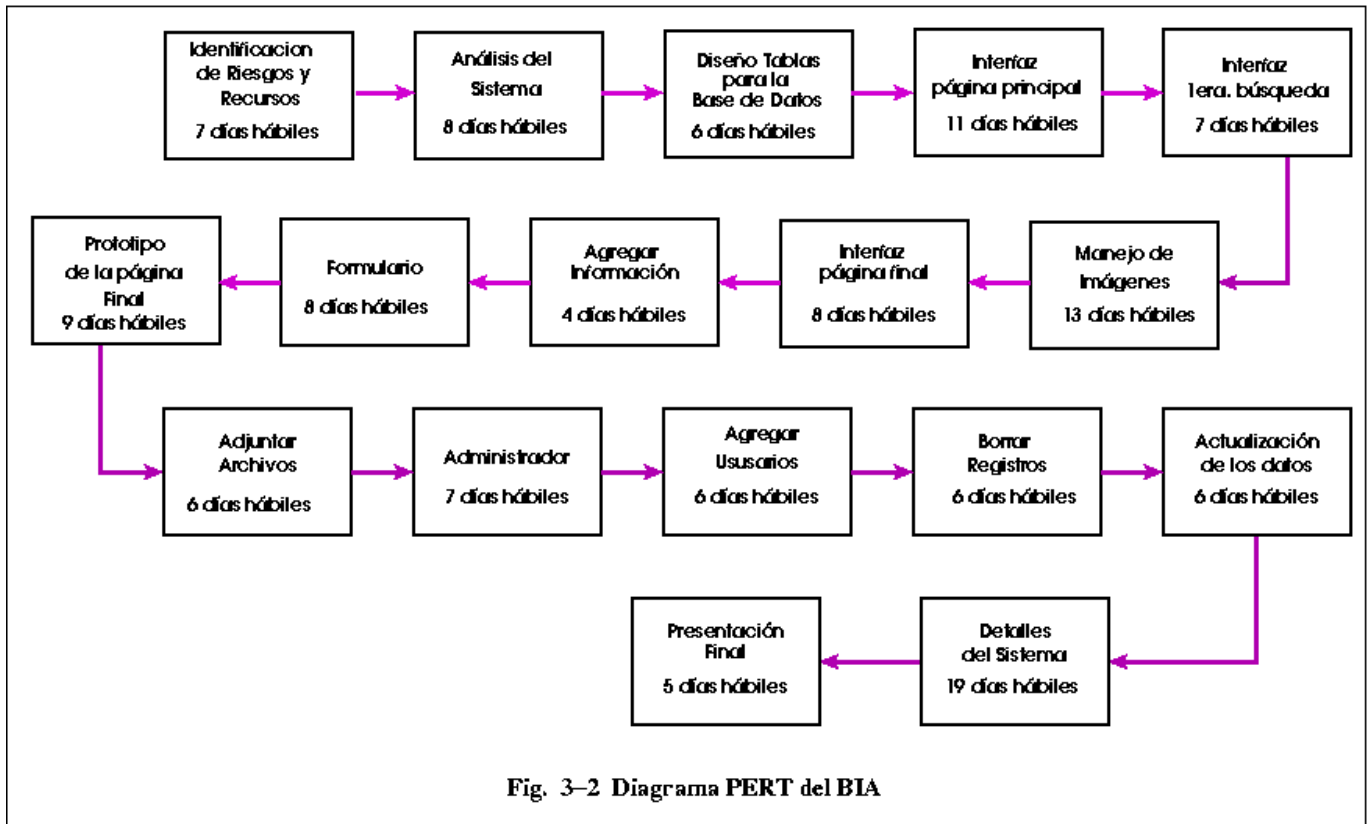 Identificacion
de Riesgos y
Recursos
7 días hábiles
Análisis del
Sistema
8 días hábiles
Diseño Tablas
para la
Base de Datos
6 días hábiles
Interfaz
página principal
11 días hábiles
Interfaz
1era. búsqueda
7 días hábiles
Manejo de
Imágenes
13 días hábiles
Interfaz
página final
8 días hábiles
Agregar
Información
4 días hábiles
Formulario
8 días hábiles
Prototipo
de la página
Final
9 días hábiles
Adjuntar
Archivos
6 días hábiles
Administrador
7 días hábiles
Agregar
Ususarios
6 días hábiles
Borrar
Registros
6 días hábiles
Actualización
de los datos
6 días hábiles
Detalles
del Sistema
19 días hábiles
Presentación
Final
5 días hábiles
Fig. 3–2 Diagrama PERT del BIA